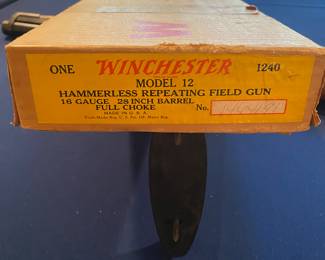 W
ONE WINCHESTER 1240
MODEL 12
HAMMERLESS REPEATING FIELD GUN
16 GAUGE 28 INCH BARREL
FULL CHOKE No.
MADE IN U.S.A.